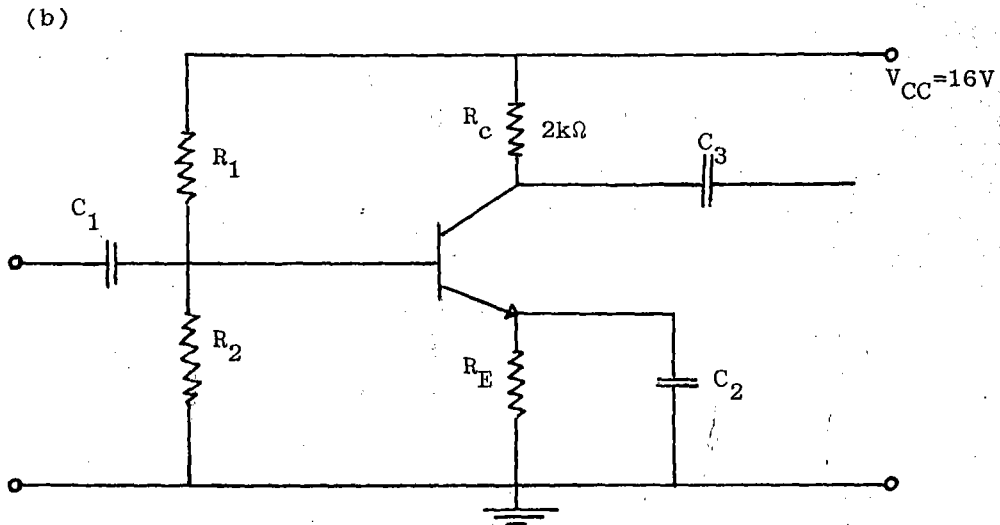 (b)
V_CC=16V
R_c 2kΩ
C_3
R_1
C_1
R_2
R_E
C_2